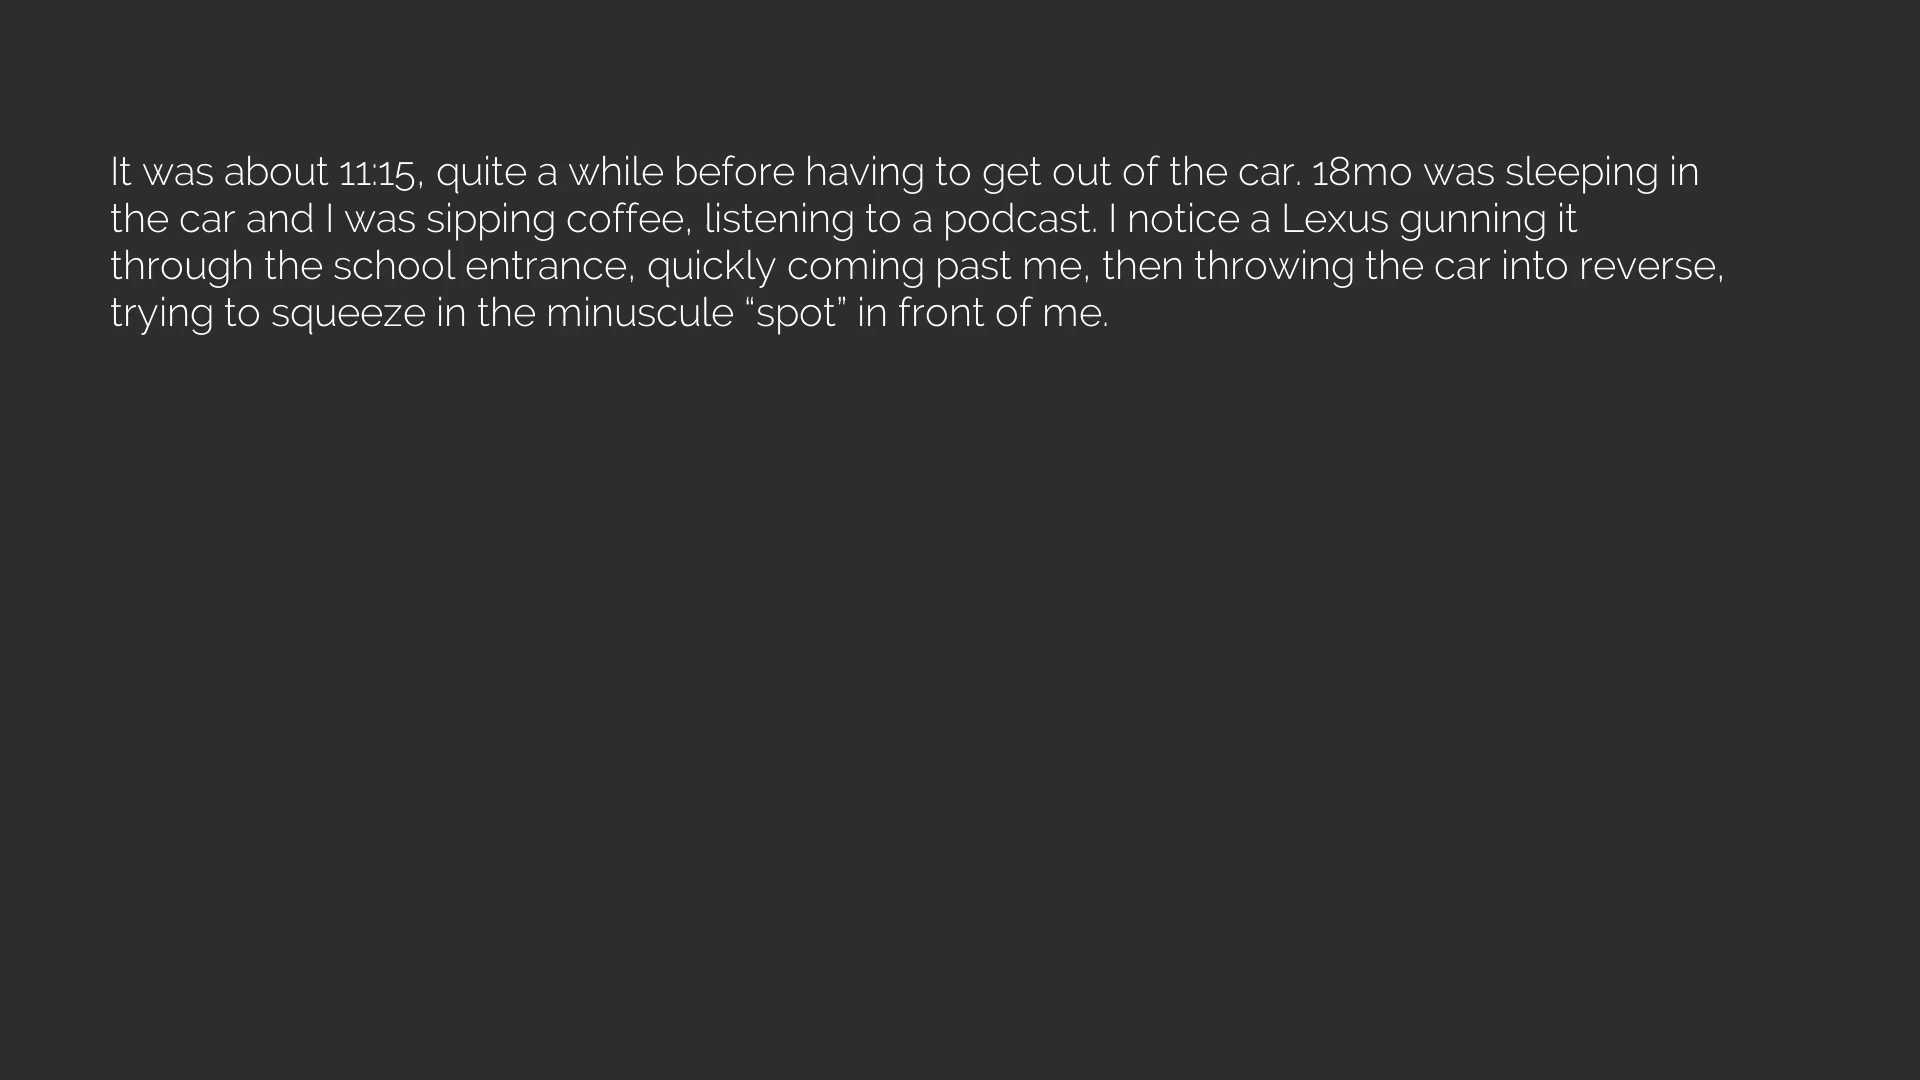 It was about 11:15, quite a while before having to get out of the car. 18mo was sleeping in
the car and I was sipping coffee, listening to a podcast. I notice a Lexus gunning it
through the school entrance, quickly coming past me, then throwing the car into reverse,
trying to squeeze in the minuscule “spot” in front of me.